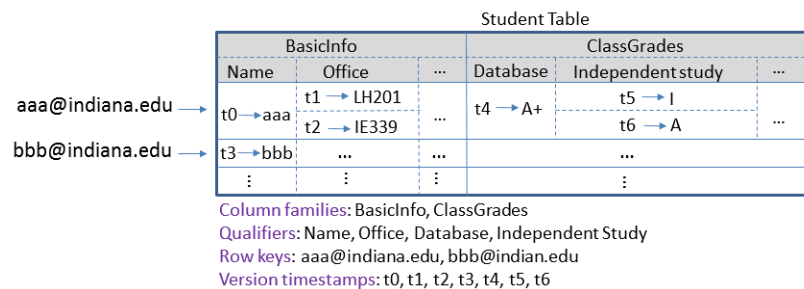 Student Table
BasicInfo ClassGrades
Name Office ... Database Independent study ...
aaa@indiana.edu t0 aaa t1 LH201 ... t4 A+ t5 I ...
t2 IE339 t6 A
bbb@indiana.edu t3 bbb ... ... ...
⋮ ⋮ ⋮ ⋮
Column families: BasicInfo, ClassGrades
Qualifiers: Name, Office, Database, Independent Study
Row keys: aaa@indiana.edu, bbb@indian.edu
Version timestamps: t0, t1, t2, t3, t4, t5, t6